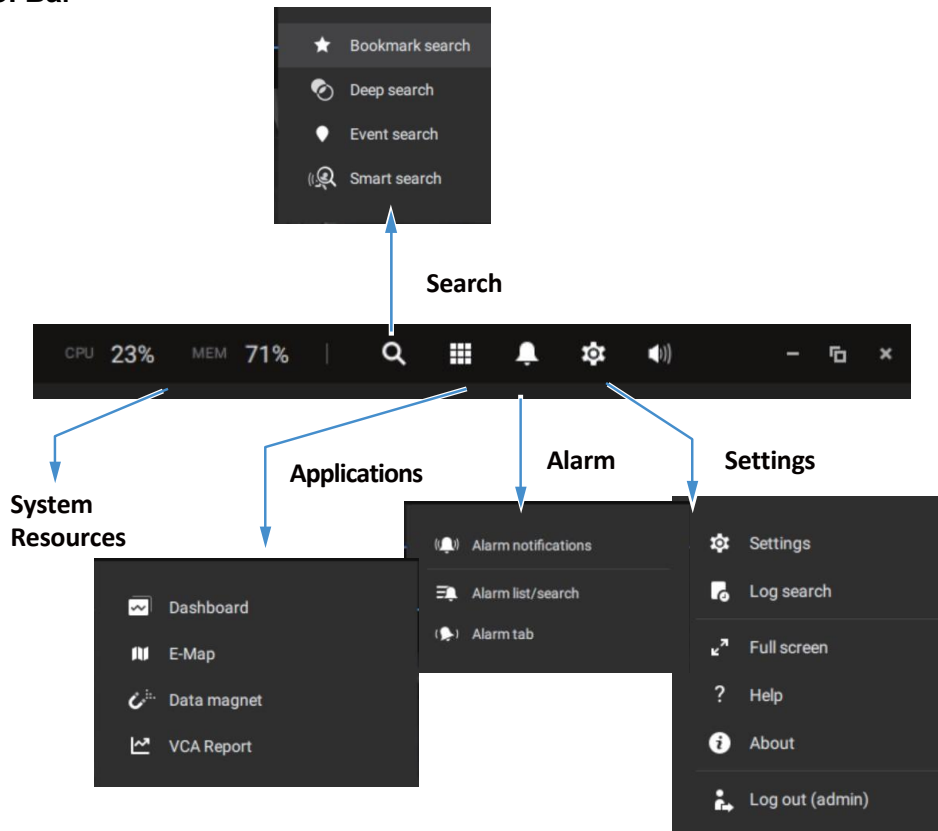 Bar
Bookmark search
Deep search
Event search
Smart search
Search
CPU 23% MEM 71%
Applications
Alarm
Settings
System
Resources
Alarm notifications
Alarm list/search
Alarm tab
Settings
Log search
Full screen
Help
About
Log out (admin)
Dashboard
E-Map
Data magnet
VCA Report